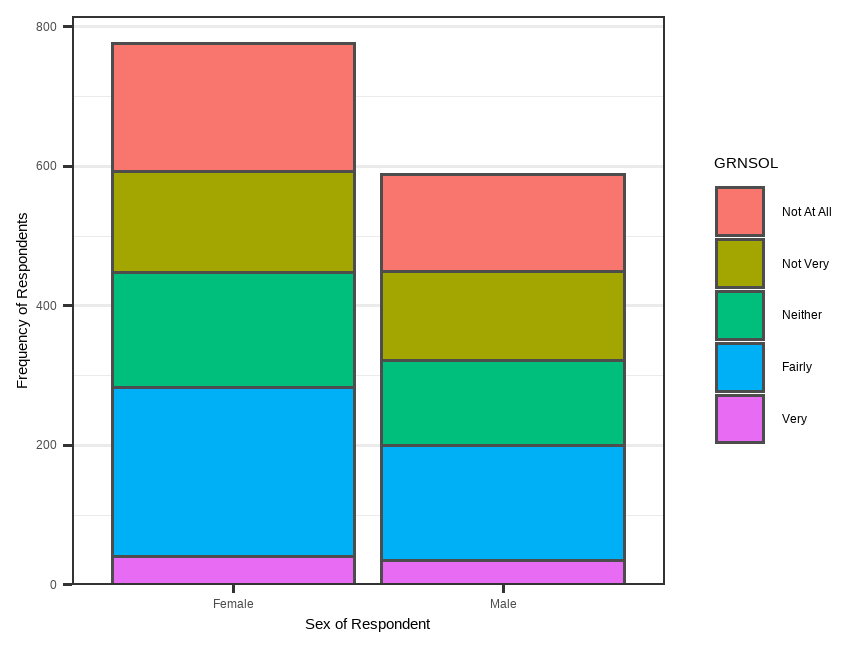 800
600
400
200
0
Frequency of Respondents
Female
Male
Sex of Respondent
GRNSOL
Not At All
Not Very
Neither
Fairly
Very